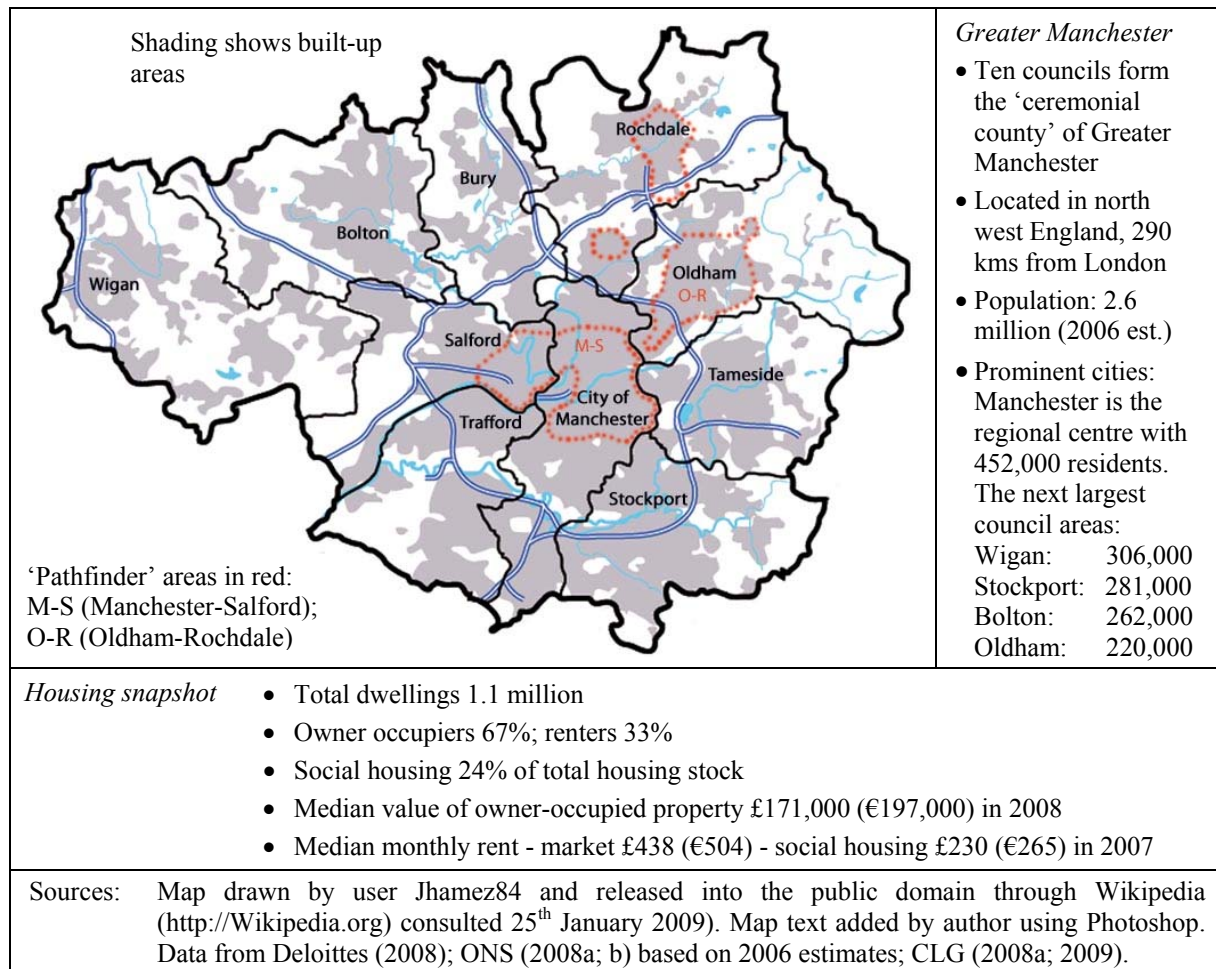 Shading shows built-up
areas
Rochdale
Bury
Bolton
Wigan
Oldham
O-R
Salford
M-S
Tameside
City of
Manchester
Trafford
Stockport
‘Pathfinder’ areas in red:
M-S (Manchester-Salford);
O-R (Oldham-Rochdale)
Greater Manchester
• Ten councils form
the ‘ceremonial
county’ of Greater
Manchester
• Located in north
west England, 290
kms from London
• Population: 2.6
million (2006 est.)
• Prominent cities:
Manchester is the
regional centre with
452,000 residents.
The next largest
council areas:
Wigan: 306,000
Stockport: 281,000
Bolton: 262,000
Oldham: 220,000
Housing snapshot • Total dwellings 1.1 million
• Owner occupiers 67%; renters 33%
• Social housing 24% of total housing stock
• Median value of owner-occupied property £171,000 (€197,000) in 2008
• Median monthly rent - market £438 (€504) - social housing £230 (€265) in 2007
Sources: Map drawn by user Jhamez84 and released into the public domain through Wikipedia
(http://Wikipedia.org) consulted 25th January 2009). Map text added by author using Photoshop.
Data from Deloittes (2008); ONS (2008a; b) based on 2006 estimates; CLG (2008a; 2009).